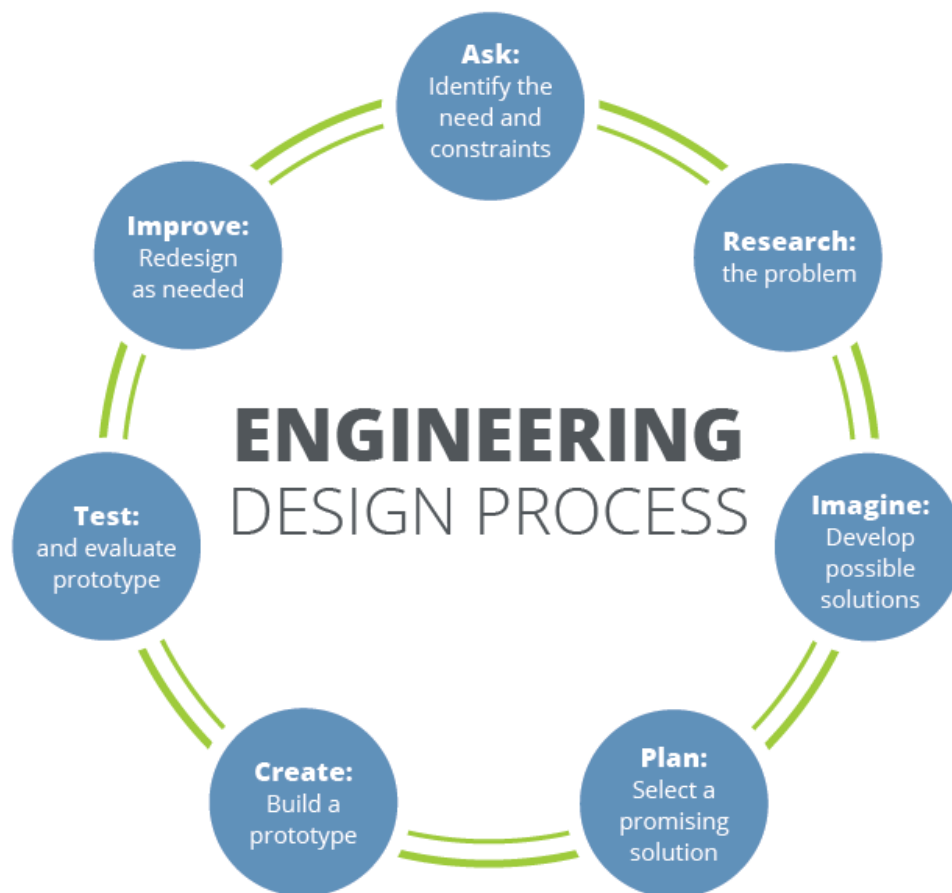 Ask:
Identify the
need and
constraints
Research:
the problem
Imagine:
Develop
possible
solutions
Plan:
Select a
promising
solution
Create:
Build a
prototype
Test:
and evaluate
prototype
Improve:
Redesign
as needed
ENGINEERING
DESIGN PROCESS